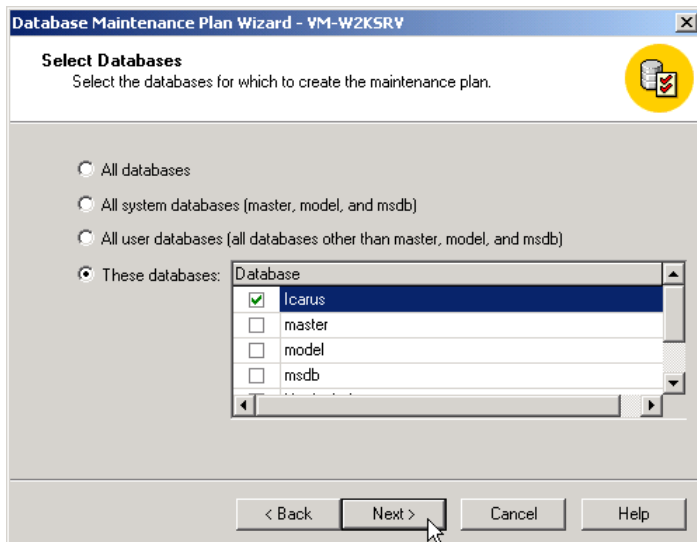 Database Maintenance Plan Wizard - VM-W2KSRV
Select Databases
Select the databases for which to create the maintenance plan.
All databases
All system databases (master, model, and msdb)
All user databases (all databases other than master, model, and msdb)
These databases:
Database
Icarus
master
model
msdb
< Back
Next >
Cancel
Help